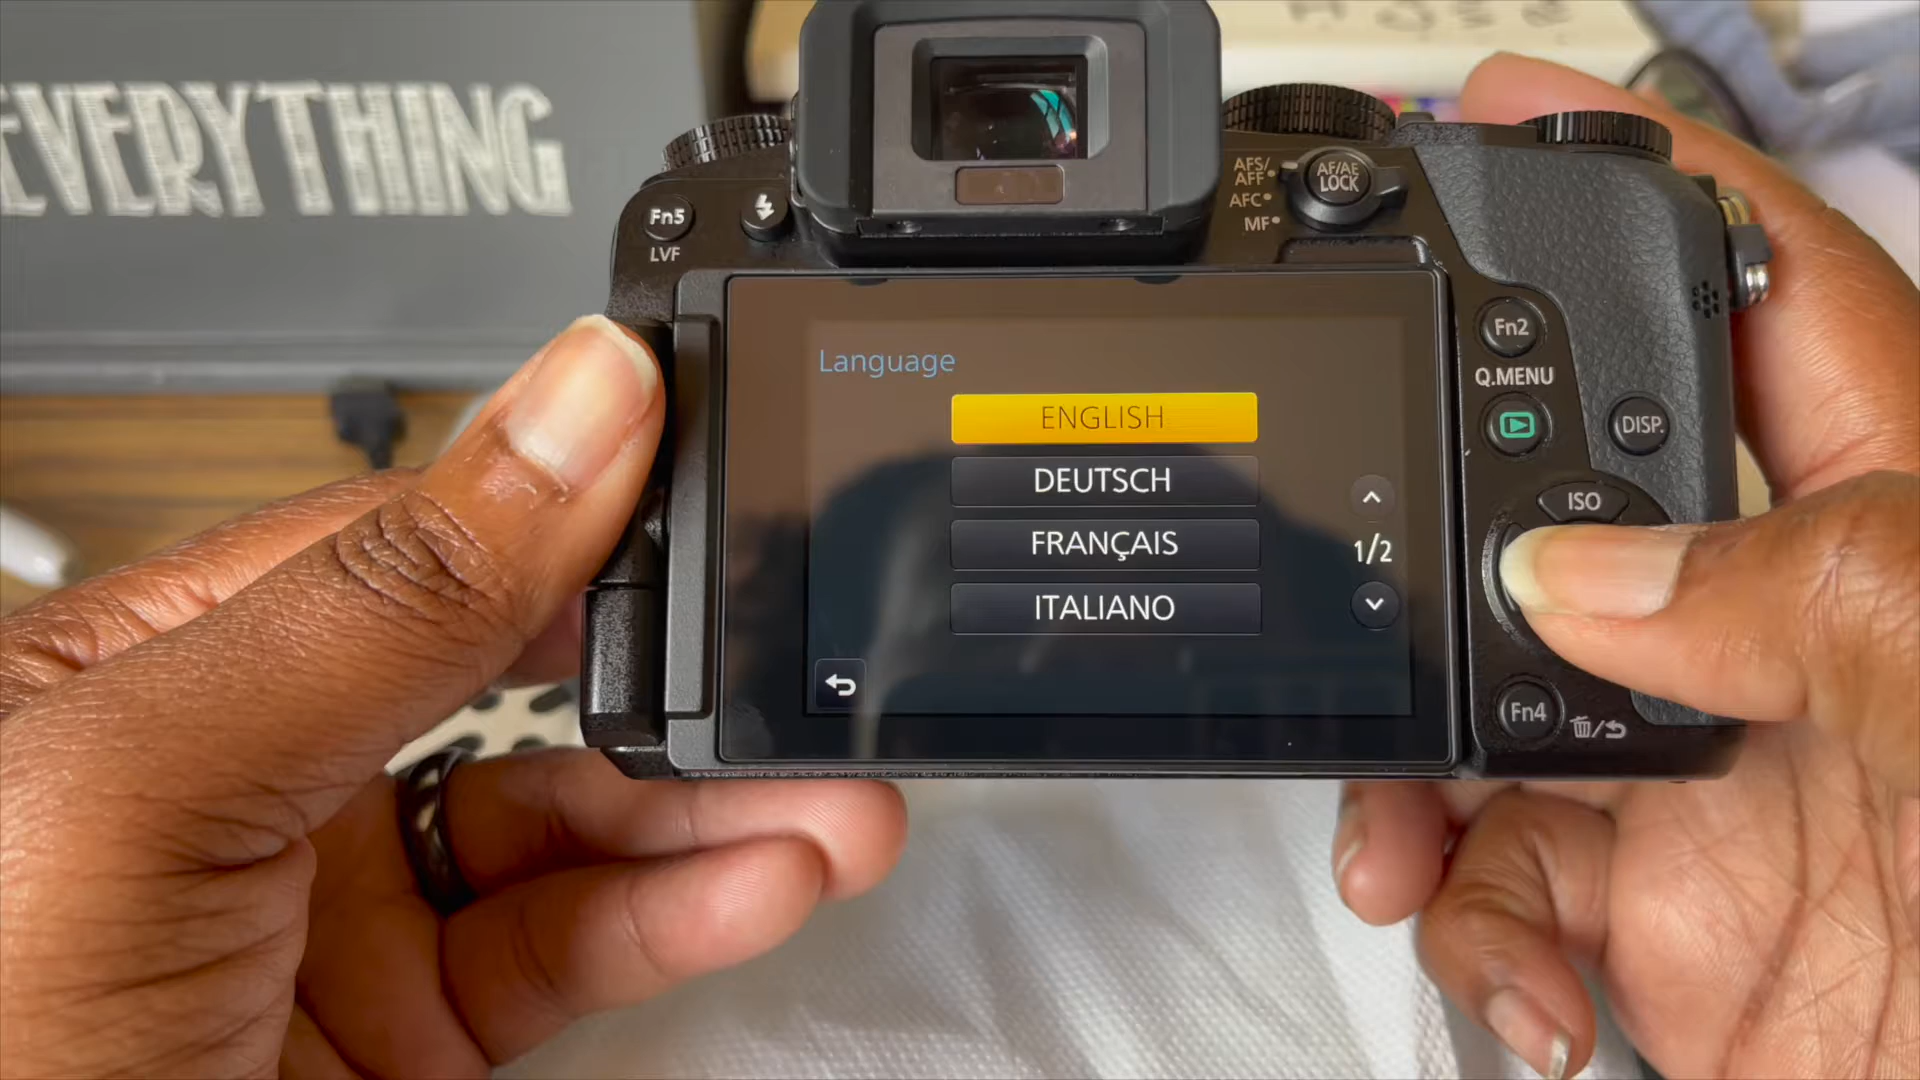 EVERYTHING
AFS/
AFF
AFC
MF
AF/AE
LOCK
Fn5
LVF
Fn2
Q.MENU
DISP.
ISO
Language
ENGLISH
DEUTSCH
FRANÇAIS
ITALIANO
1/2
Fn4